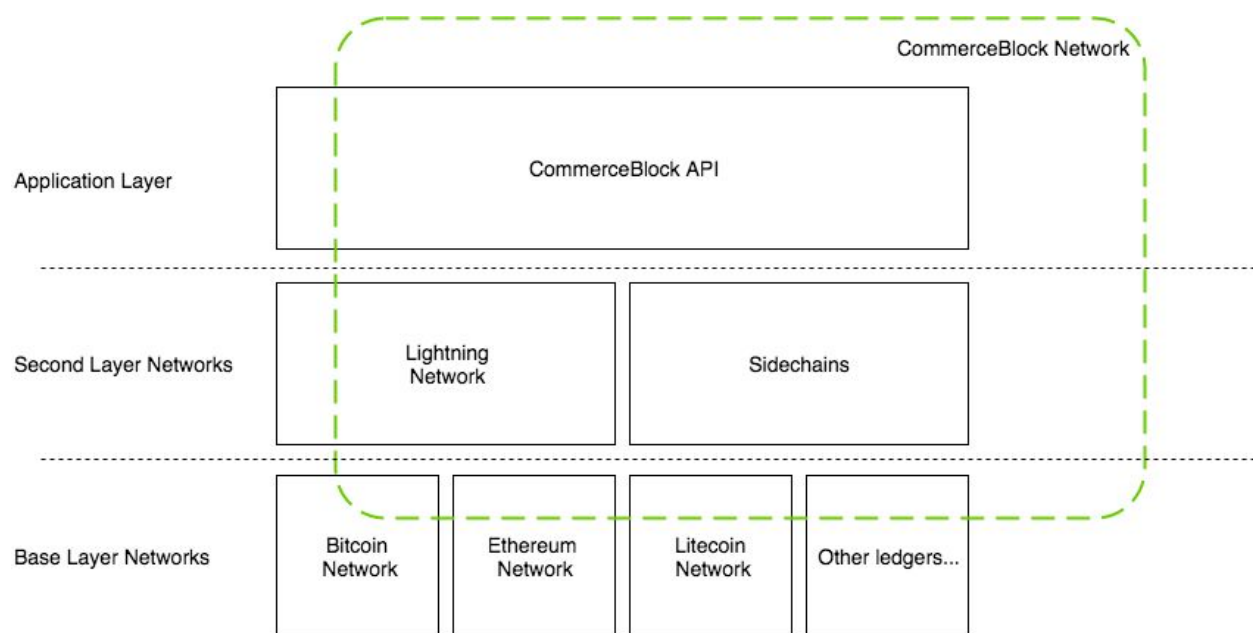 CommerceBlock Network
Application Layer
CommerceBlock API
Second Layer Networks
Lightning
Network
Sidechains
Base Layer Networks
Bitcoin
Network
Ethereum
Network
Litecoin
Network
Other ledgers...